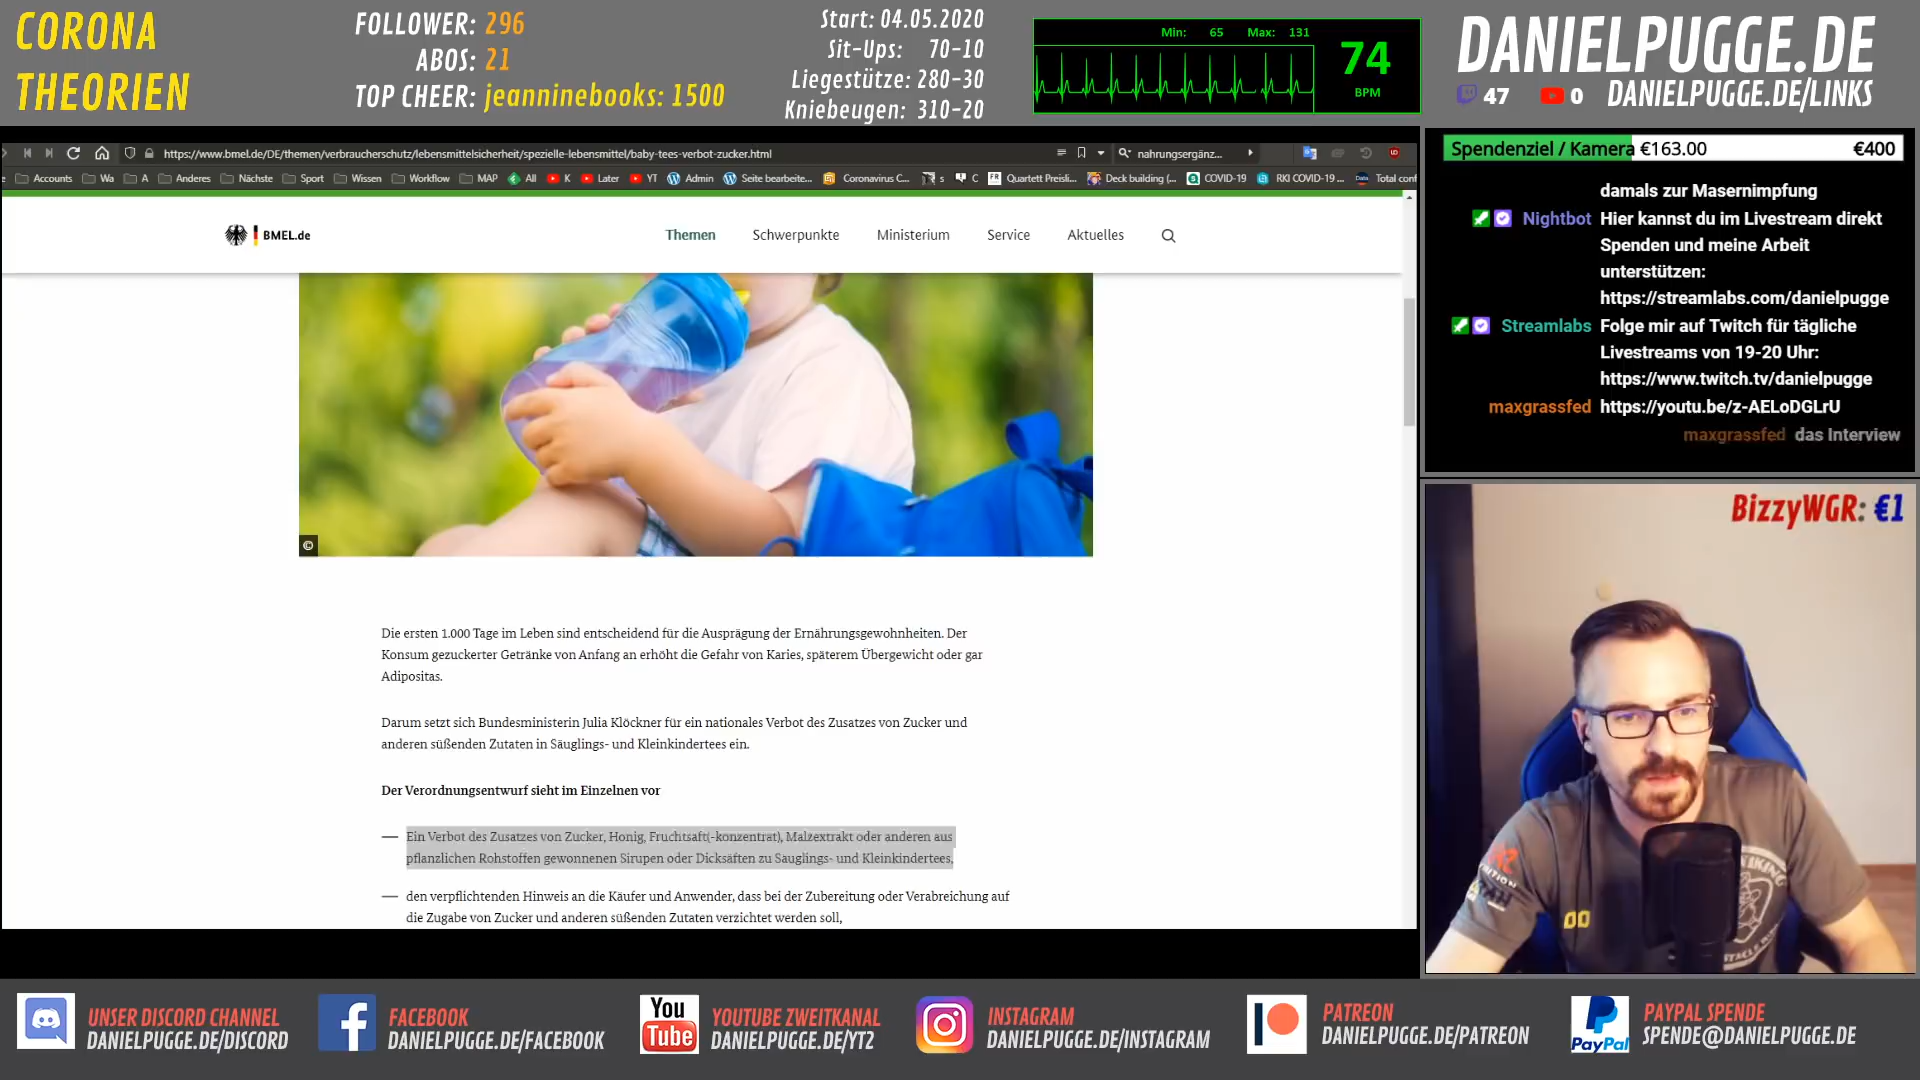 CORONA
THEORIEN
FOLLOWER: 296
ABOS: 21
TOP CHEER: jeanninebooks: 1500
Start: 04.05.2020
Sit-Ups: 70-10
Liegestütze: 280-30
Kniebeugen: 310-20
Min: 65 Max: 131
74
BPM
DANIELPUGGE.DE
47 0 DANIELPUGGE.DE/LINKS
https://www.bmel.de/DE/themen/verbraucherschutz/lebensmittelsicherheit/spezielle-lebensmittel/baby-tees-verbot-zucker.html
nahrungsergänz...
Accounts Wa A Anderes Nächste Sport Wissen Workflow MAP All K Later YT Admin Seite bearbeite... Coronavirus C... s C Quartett Preisli... Deck building (... COVID-19 RKI COVID-19 ... Total conf
BMEL.de
Themen Schwerpunkte Ministerium Service Aktuelles
©
Die ersten 1.000 Tage im Leben sind entscheidend für die Ausprägung der Ernährungsgewohnheiten. Der
Konsum gezuckerter Getränke von Anfang an erhöht die Gefahr von Karies, späterem Übergewicht oder gar
Adipositas.
Darum setzt sich Bundesministerin Julia Klöckner für ein nationales Verbot des Zusatzes von Zucker und
anderen süßenden Zutaten in Säuglings- und Kleinkindertees ein.
Der Verordnungsentwurf sieht im Einzelnen vor
— Ein Verbot des Zusatzes von Zucker, Honig, Fruchtsaft(-konzentrat), Malzextrakt oder anderen aus
pflanzlichen Rohstoffen gewonnenen Sirupen oder Dicksäften zu Säuglings- und Kleinkindertees,
— den verpflichtenden Hinweis an die Käufer und Anwender, dass bei der Zubereitung oder Verabreichung auf
die Zugabe von Zucker und anderen süßenden Zutaten verzichtet werden soll,
Spendenziel / Kamera €163.00 €400
damals zur Masernimpfung
Nightbot Hier kannst du im Livestream direkt
Spenden und meine Arbeit
unterstützen:
https://streamlabs.com/danielpugge
Streamlabs Folge mir auf Twitch für tägliche
Livestreams von 19-20 Uhr:
https://www.twitch.tv/danielpugge
maxgrassfed https://youtu.be/z-AELoDGLrU
maxgrassfed das Interview
BizzyWGR: €1
UNSER DISCORD CHANNEL
DANIELPUGGE.DE/DISCORD
FACEBOOK
DANIELPUGGE.DE/FACEBOOK
You
Tube
YOUTUBE ZWEITKANAL
DANIELPUGGE.DE/YT2
INSTAGRAM
DANIELPUGGE.DE/INSTAGRAM
PATREON
DANIELPUGGE.DE/PATREON
PayPal
PAYPAL SPENDE
SPENDE@DANIELPUGGE.DE